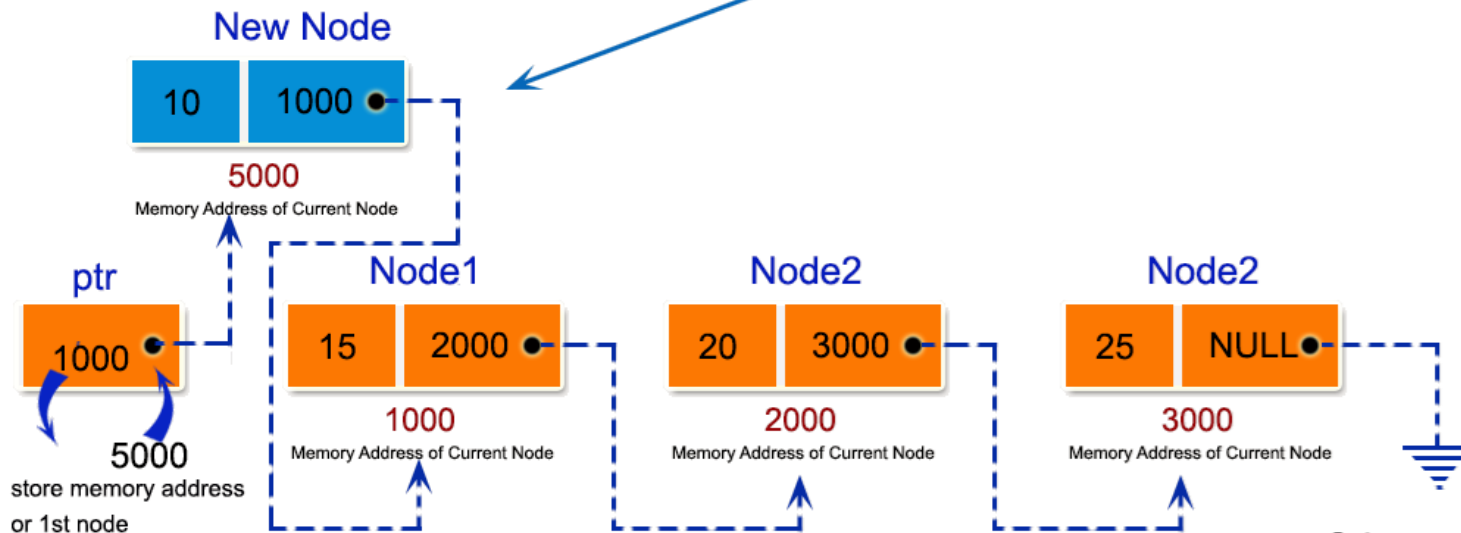 New Node
10 1000
5000
Memory Address of Current Node
ptr
1000
5000
store memory address
or 1st node
Node1
15 2000
1000
Memory Address of Current Node
Node2
20 3000
2000
Memory Address of Current Node
Node2
25 NULL
3000
Memory Address of Current Node